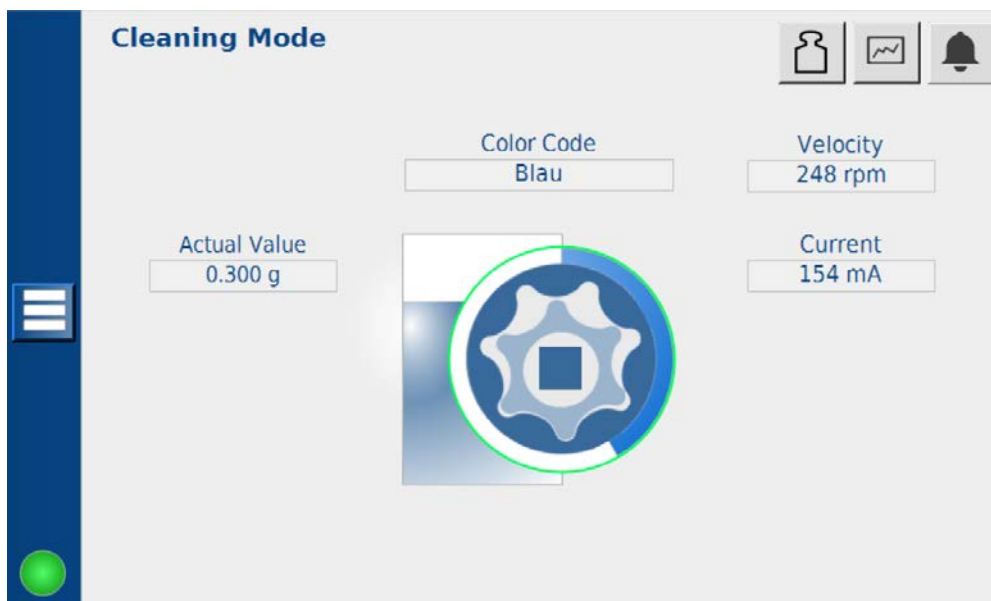 Cleaning Mode
Color Code
Blau
Velocity
248 rpm
Actual Value
0.300 g
Current
154 mA